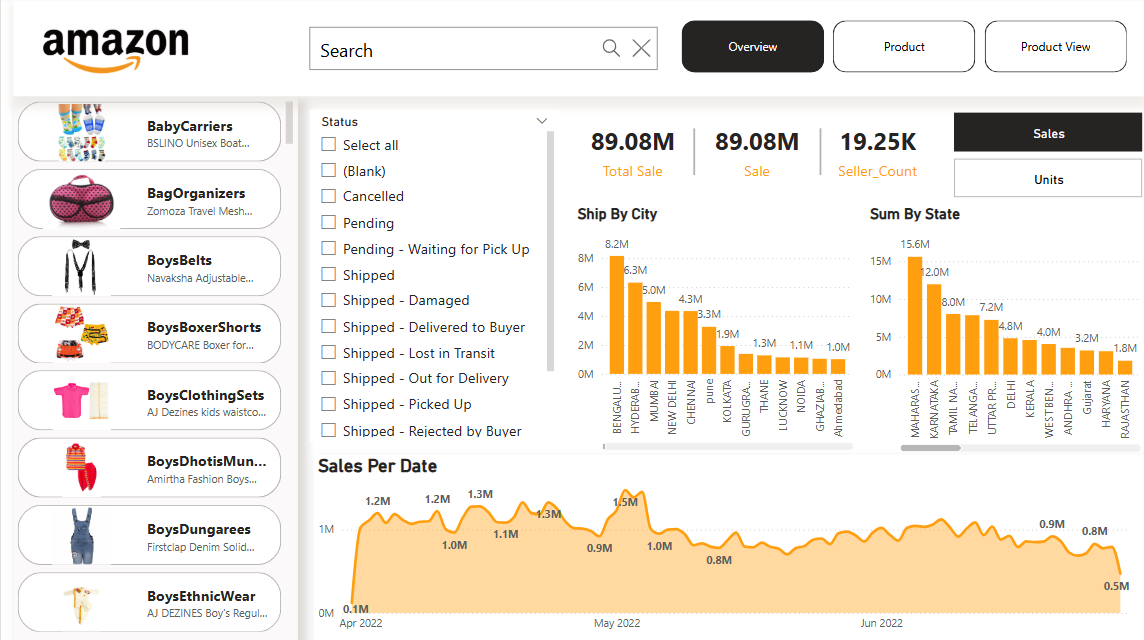 amazon
Search
Overview
Product
Product View
BabyCarriers
BSLINO Unisex Boat...
BagOrganizers
Zomoza Travel Mesh...
BoysBelts
Navaksha Adjustable...
BoysBoxerShorts
BODYCARE Boxer for...
BoysClothingSets
AJ Dezines kids waistco...
BoysDhotisMun...
Amirtha Fashion Boys...
BoysDungarees
Firstclap Denim Solid...
BoysEthnicWear
AJ DEZINES Boy's Regul...
Status
Select all
(Blank)
Cancelled
Pending
Pending - Waiting for Pick Up
Shipped
Shipped - Damaged
Shipped - Delivered to Buyer
Shipped - Lost in Transit
Shipped - Out for Delivery
Shipped - Picked Up
Shipped - Rejected by Buyer
89.08M
Total Sale
89.08M
Sale
19.25K
Seller_Count
Sales
Units
Ship By City
8M
6M
4M
2M
0M
8.2M
6.3M
5.0M
4.3M
3.3M
1.9M
1.3M
1.1M
1.0M
BENGALU...
HYDERAB...
MUMBAI
NEW DELHI
CHENNAI
pune
KOLKATA
GURUGRA...
THANE
LUCKNOW
NOIDA
GHAZIAB...
Ahmedabad
Sum By State
15M
10M
5M
0M
15.6M
12.0M
8.0M
7.2M
4.8M
4.0M
3.2M
1.8M
MAHARAS...
KARNATAKA
TAMIL NA...
TELANGA...
UTTAR PR...
DELHI
KERALA
WEST BEN...
ANDHRA ...
Gujarat
HARYANA
RAJASTHAN
Sales Per Date
1M
0M
0.1M
1.2M
1.2M
1.0M
1.3M
1.1M
1.3M
0.9M
1.5M
1.0M
0.8M
0.9M
0.8M
0.5M
Apr 2022
May 2022
Jun 2022